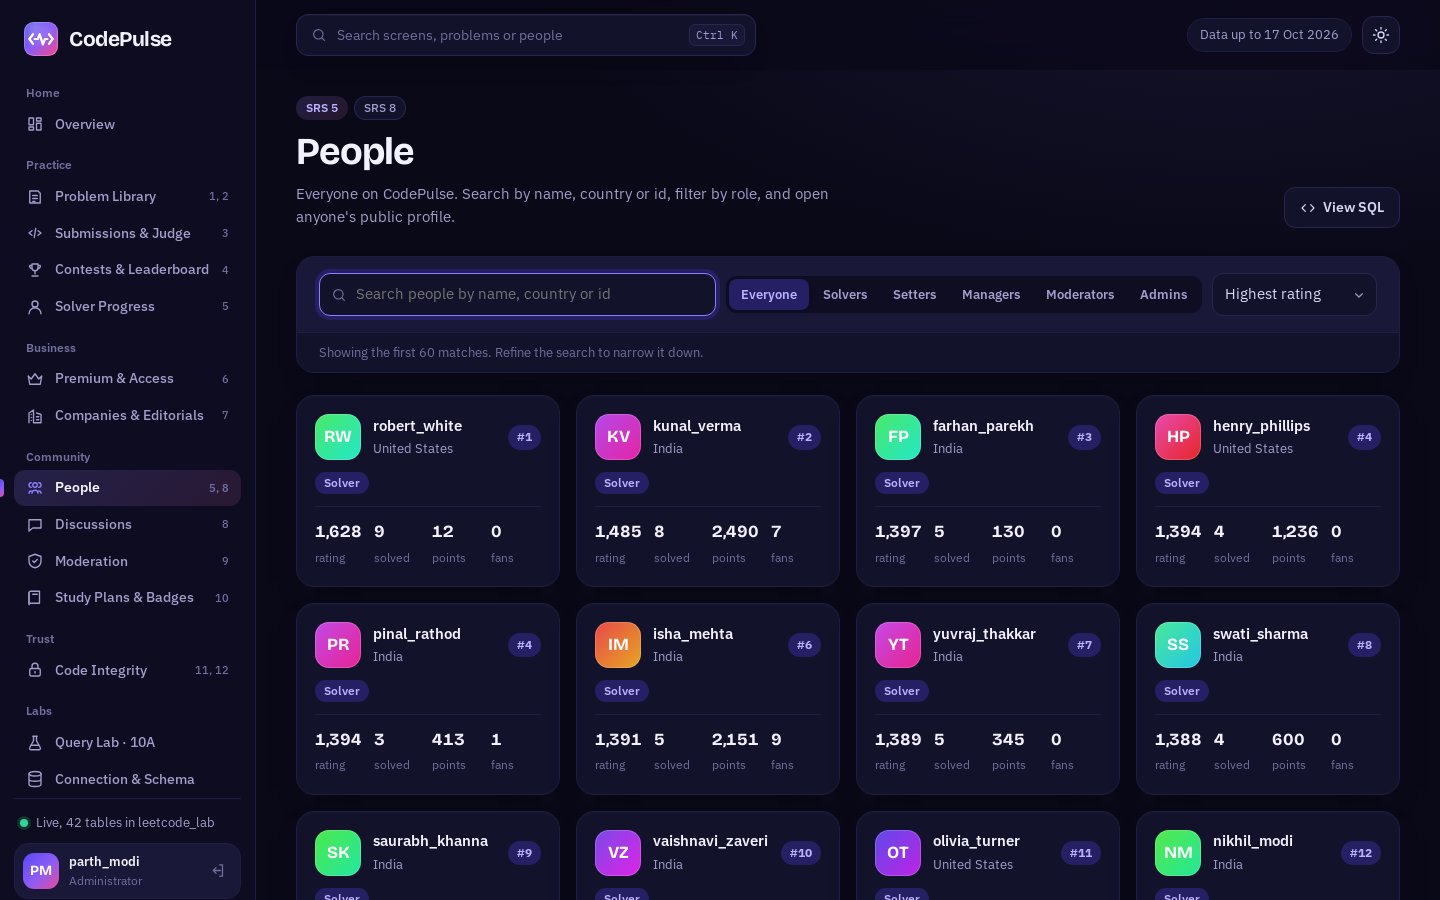 CodePulse
Search screens, problems or people
Ctrl K
Data up to 17 Oct 2026
Home
Overview
Practice
Problem Library 1, 2
Submissions & Judge 3
Contests & Leaderboard 4
Solver Progress 5
Business
Premium & Access 6
Companies & Editorials 7
Community
People 5, 8
Discussions 8
Moderation 9
Study Plans & Badges 10
Trust
Code Integrity 11, 12
Labs
Query Lab · 10A
Connection & Schema
Live, 42 tables in leetcode_lab
PM
parth_modi
Administrator
SRS 5 SRS 8
People
Everyone on CodePulse. Search by name, country or id, filter by role, and open
anyone's public profile.
View SQL
Search people by name, country or id
Everyone Solvers Setters Managers Moderators Admins
Highest rating
Showing the first 60 matches. Refine the search to narrow it down.
RW
robert_white
United States
#1
Solver
1,628 9 12 0
rating solved points fans
KV
kunal_verma
India
#2
Solver
1,485 8 2,490 7
rating solved points fans
FP
farhan_parekh
India
#3
Solver
1,397 5 130 0
rating solved points fans
HP
henry_phillips
United States
#4
Solver
1,394 4 1,236 0
rating solved points fans
PR
pinal_rathod
India
#4
Solver
1,394 3 413 1
rating solved points fans
IM
isha_mehta
India
#6
Solver
1,391 5 2,151 9
rating solved points fans
YT
yuvraj_thakkar
India
#7
Solver
1,389 5 345 0
rating solved points fans
SS
swati_sharma
India
#8
Solver
1,388 4 600 0
rating solved points fans
SK
saurabh_khanna
India
#9
Solver
VZ
vaishnavi_zaveri
India
#10
Solver
OT
olivia_turner
United States
#11
Solver
NM
nikhil_modi
India
#12
Solver